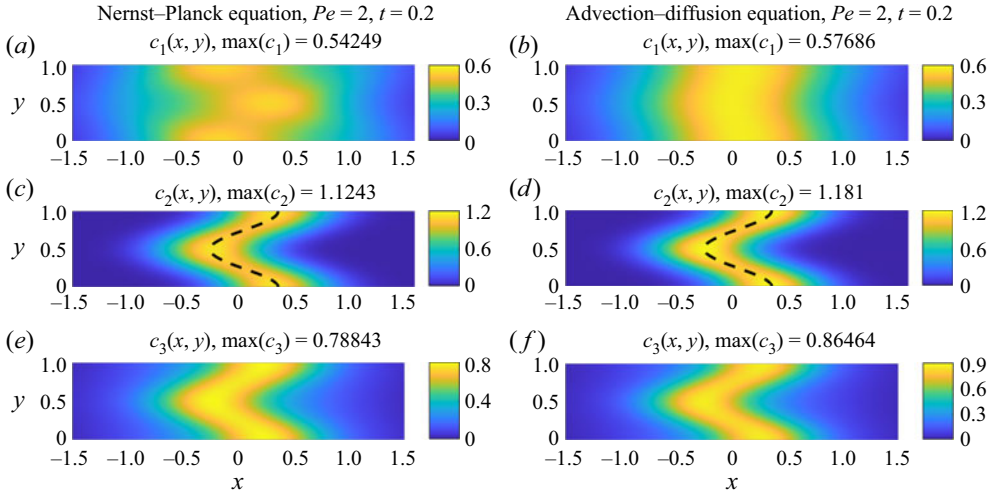 Nernst–Planck equation, Pe = 2, t = 0.2
Advection–diffusion equation, Pe = 2, t = 0.2
(a) c1(x, y), max(c1) = 0.54249
(b) c1(x, y), max(c1) = 0.57686
y 1.0 0.5 0
0.6 0.3 0
1.0 0.5 0
0.6 0.3 0
–1.5 –1.0 –0.5 0 0.5 1.0 1.5
–1.5 –1.0 –0.5 0 0.5 1.0 1.5
(c) c2(x, y), max(c2) = 1.1243
(d) c2(x, y), max(c2) = 1.181
y 1.0 0.5 0
1.2 0.6 0
1.0 0.5 0
1.2 0.6 0
–1.5 –1.0 –0.5 0 0.5 1.0 1.5
–1.5 –1.0 –0.5 0 0.5 1.0 1.5
(e) c3(x, y), max(c3) = 0.78843
(f) c3(x, y), max(c3) = 0.86464
y 1.0 0.5 0
0.8 0.4 0
1.0 0.5 0
0.9 0.6 0.3 0
–1.5 –1.0 –0.5 0 0.5 1.0 1.5
–1.5 –1.0 –0.5 0 0.5 1.0 1.5
x
x